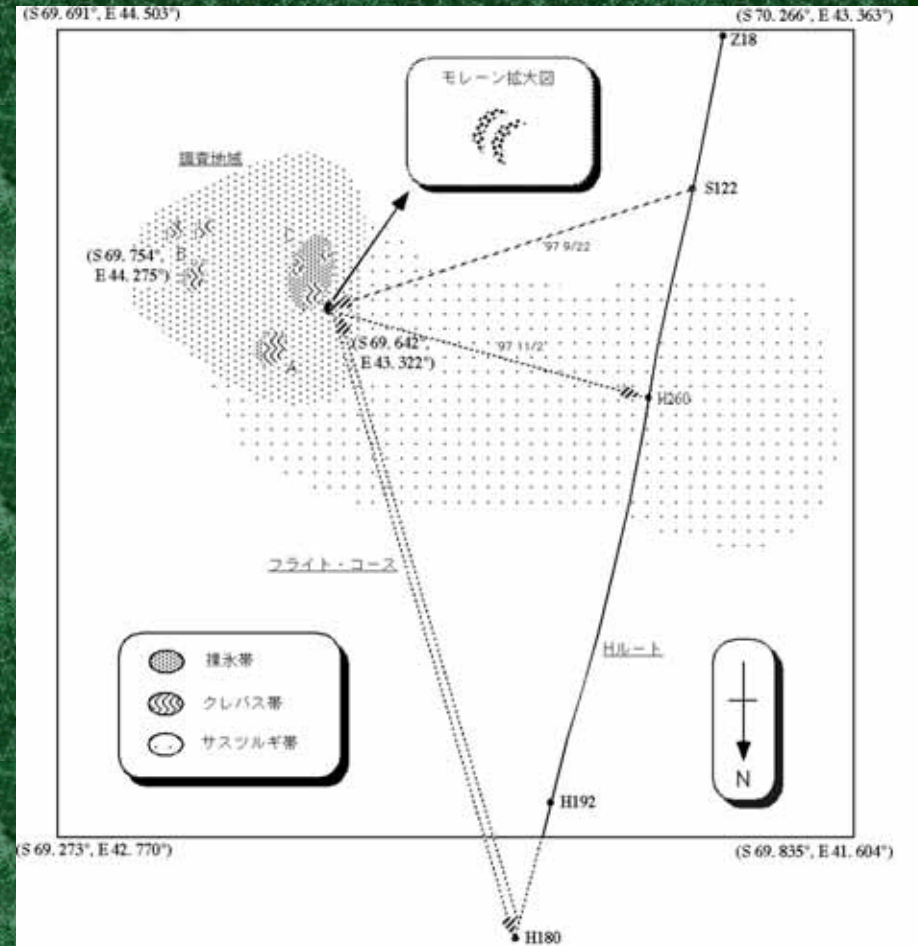 (S 69. 691°, E 44. 503°)
(S 70. 266°, E 43. 363°)
Z18
モレーン拡大図
調査地域
S122
C
'97 9/22
B
(S 69. 754°,
E 44. 275°)
(S 69. 642°,
E 43. 322°)
'97 11/2
A
H260
フライト・コース
Hルート
裸氷帯
クレバス帯
サスツルギ帯
N
H192
(S 69. 273°, E 42. 770°)
(S 69. 835°, E 41. 604°)
H180